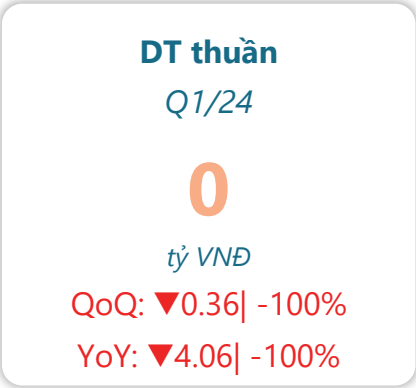 DT thuần
Q1/24
0
tỷ VNĐ
QoQ: ▼0.36| -100%
YoY: ▼4.06| -100%